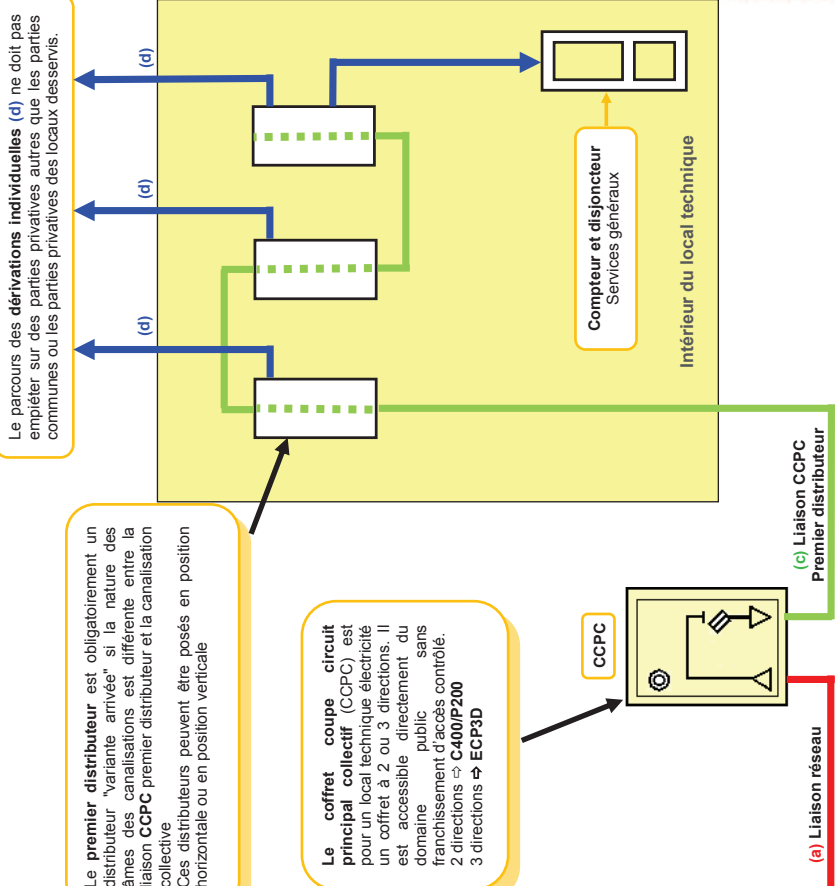 Le parcours des dérivations individuelles (d) ne doit pas
empiéter sur des parties privatives autres que les parties
communes ou les parties privatives des locaux desservis.
(d)
(d)
(d)
Le premier distributeur est obligatoirement un
distributeur "variante arrivée" si la nature des
âmes des canalisations est différente entre la
liaison CCPC premier distributeur et la canalisation
collective
Ces distributeurs peuvent être posés en position
horizontale ou en position verticale
Compteur et disjoncteur
Services généraux
Intérieur du local technique
Le coffret coupe circuit
principal collectif (CCPC) est
pour un local technique électricité
un coffret à 2 ou 3 directions. Il
est accessible directement du
domaine public sans
franchissement d'accès contrôlé.
2 directions ⇨ C400/P200
3 directions ⇨ ECP3D
CCPC
(c) Liaison CCPC
Premier distributeur
(a) Liaison réseau